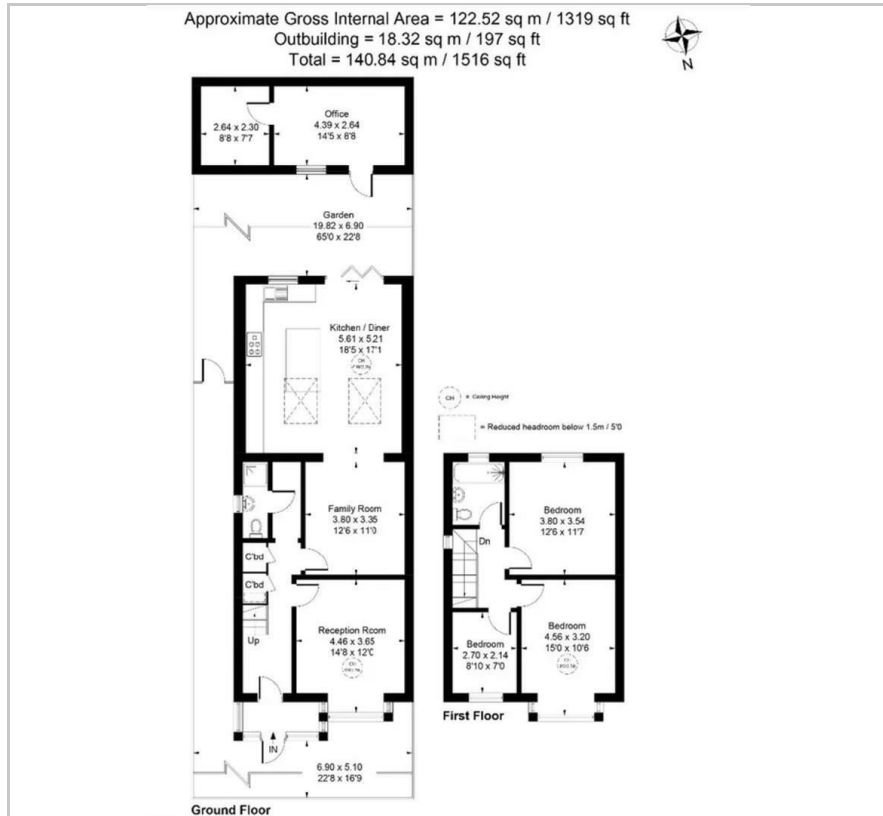 Approximate Gross Internal Area = 122.52 sq m / 1319 sq ft
Outbuilding = 18.32 sq m / 197 sq ft
Total = 140.84 sq m / 1516 sq ft
N
2.64 x 2.30
8'8 x 7'7
Office
4.39 x 2.64
14'5 x 8'8
Garden
19.82 x 6.90
65'0 x 22'8
Kitchen / Diner
5.61 x 5.21
18'5 x 17'1
CH
CH
= Ceiling Height
= Reduced headroom below 1.5m / 5'0
Family Room
3.80 x 3.35
12'6 x 11'0
C'bd
C'bd
Up
Reception Room
4.46 x 3.65
14'8 x 12'0
CH
IN
6.90 x 5.10
22'8 x 16'9
Ground Floor
Bedroom
3.80 x 3.54
12'6 x 11'7
Dn
Bedroom
2.70 x 2.14
8'10 x 7'0
Bedroom
4.56 x 3.20
15'0 x 10'6
CH
First Floor